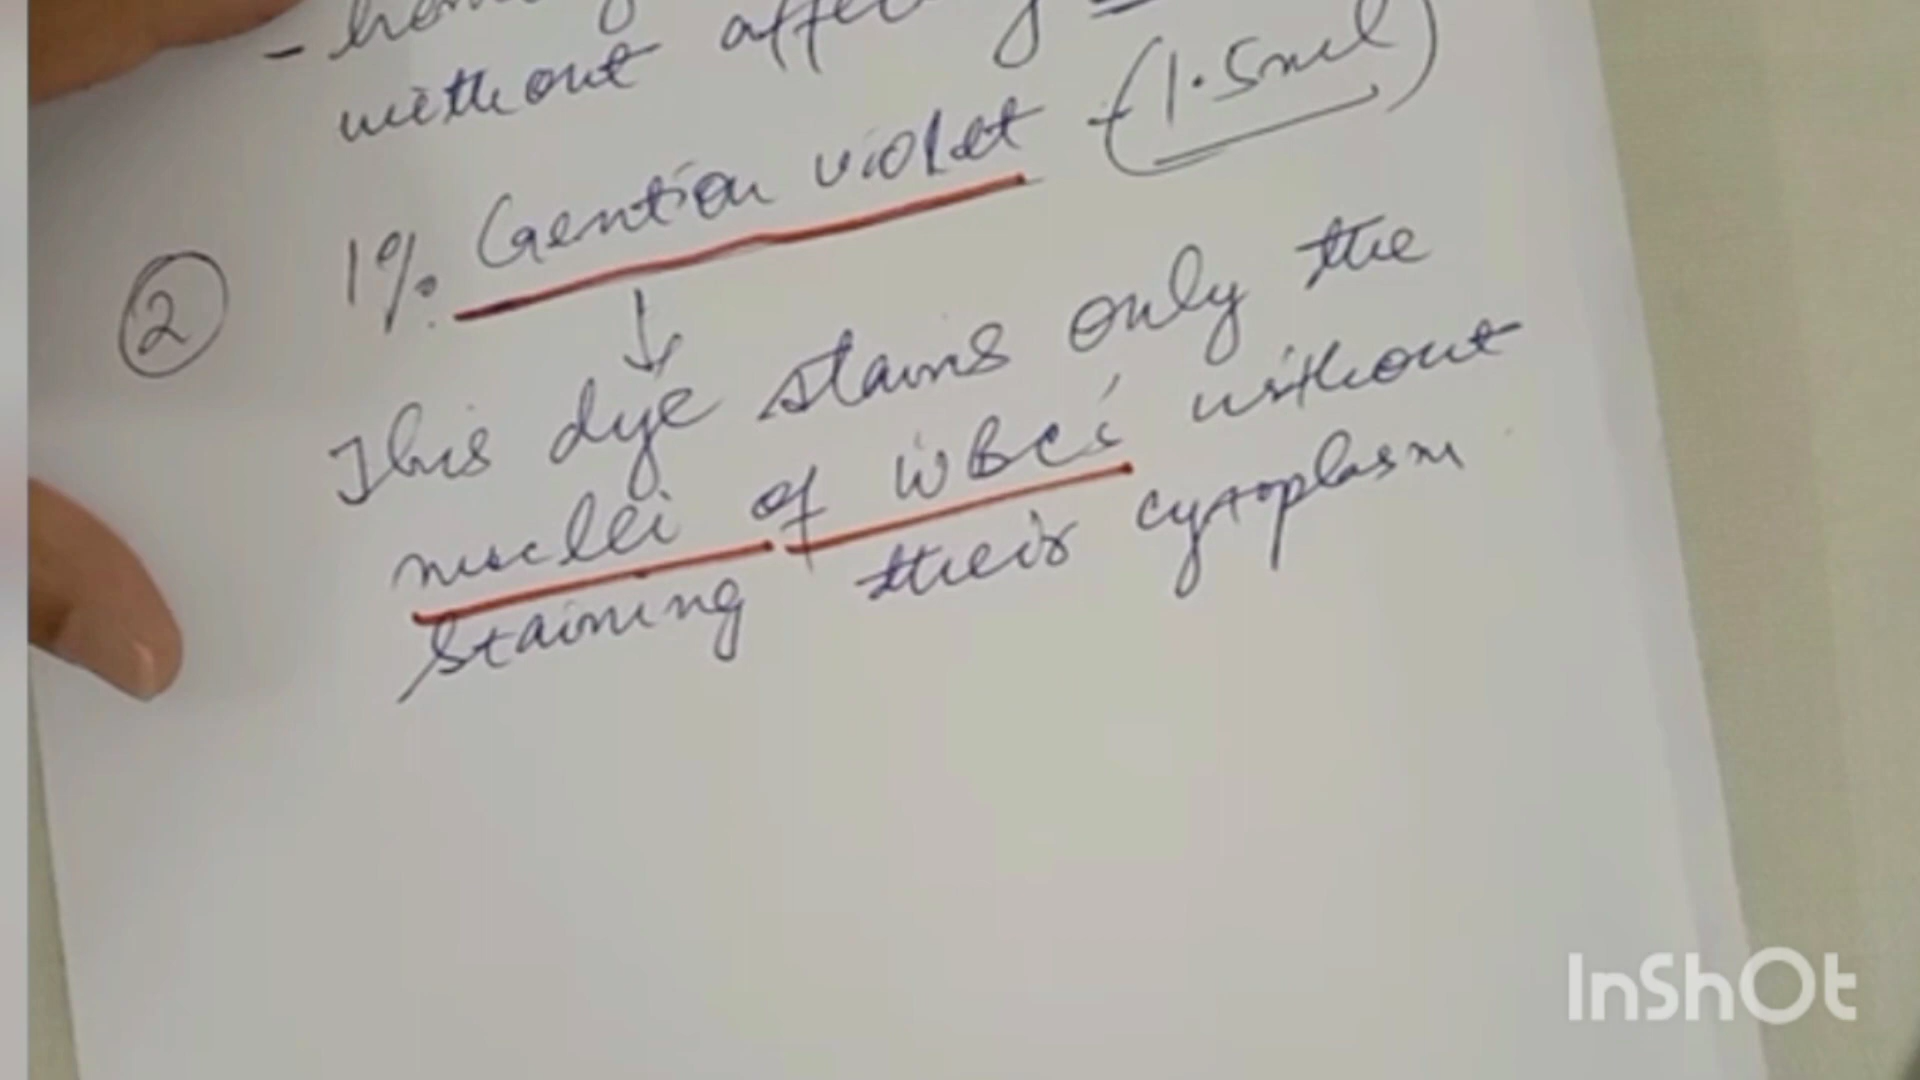 without
1% Gention violet - (1.5ml)
2
↓
This dye stains only the
nuclei of WBCs' without
staining their cytoplasm
InShOt